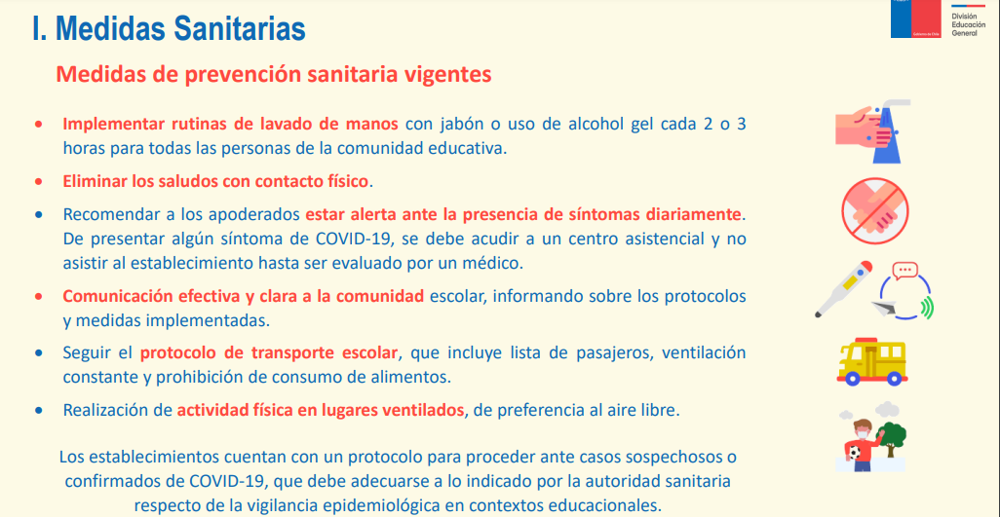 I. Medidas Sanitarias
División
Educación
General
Gobierno de Chile
Medidas de prevención sanitaria vigentes
• Implementar rutinas de lavado de manos con jabón o uso de alcohol gel cada 2 o 3
horas para todas las personas de la comunidad educativa.
• Eliminar los saludos con contacto físico.
• Recomendar a los apoderados estar alerta ante la presencia de síntomas diariamente.
De presentar algún síntoma de COVID-19, se debe acudir a un centro asistencial y no
asistir al establecimiento hasta ser evaluado por un médico.
• Comunicación efectiva y clara a la comunidad escolar, informando sobre los protocolos
y medidas implementadas.
• Seguir el protocolo de transporte escolar, que incluye lista de pasajeros, ventilación
constante y prohibición de consumo de alimentos.
• Realización de actividad física en lugares ventilados, de preferencia al aire libre.
Los establecimientos cuentan con un protocolo para proceder ante casos sospechosos o
confirmados de COVID-19, que debe adecuarse a lo indicado por la autoridad sanitaria
respecto de la vigilancia epidemiológica en contextos educacionales.